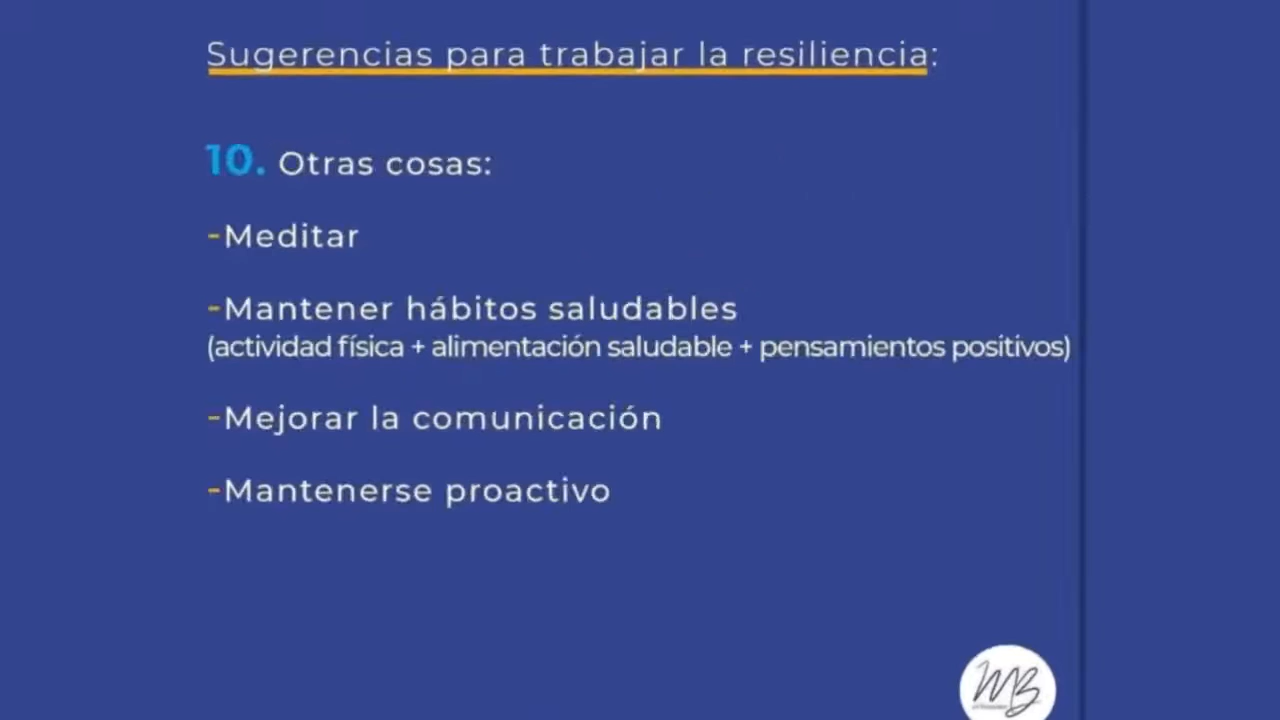 Sugerencias para trabajar la resiliencia:
10. Otras cosas:
-Meditar
-Mantener hábitos saludables
(actividad física + alimentación saludable + pensamientos positivos)
-Mejorar la comunicación
-Mantenerse proactivo
MB